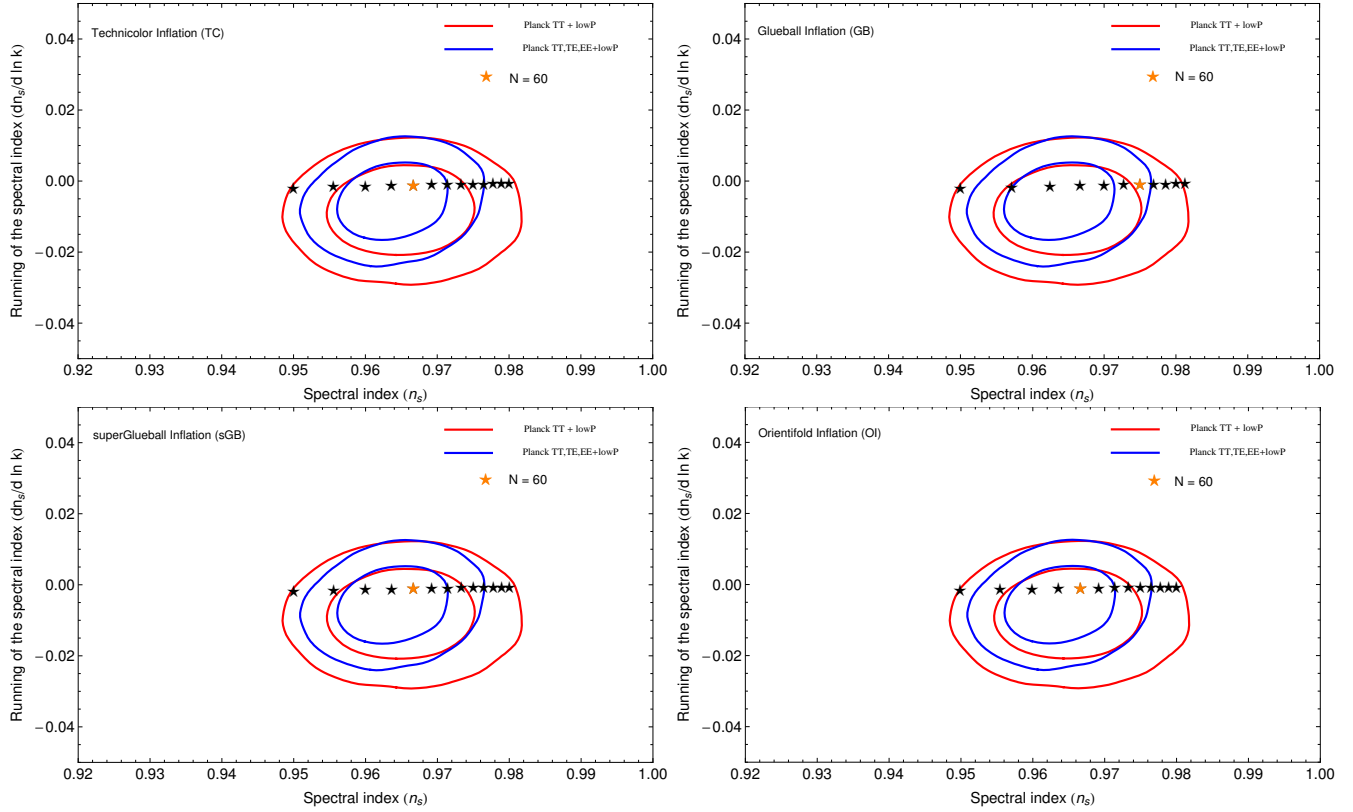 Technicolor Inflation (TC)
Planck TT + lowP
Planck TT,TE,EE+lowP
N = 60
0.04
0.02
0.00
−0.02
−0.04
Running of the spectral index (dns/d ln k)
0.92 0.93 0.94 0.95 0.96 0.97 0.98 0.99 1.00
Spectral index (ns)
Glueball Inflation (GB)
Planck TT + lowP
Planck TT,TE,EE+lowP
N = 60
0.04
0.02
0.00
−0.02
−0.04
Running of the spectral index (dns/d ln k)
0.92 0.93 0.94 0.95 0.96 0.97 0.98 0.99 1.00
Spectral index (ns)
superGlueball Inflation (sGB)
Planck TT + lowP
Planck TT,TE,EE+lowP
N = 60
0.04
0.02
0.00
−0.02
−0.04
Running of the spectral index (dns/d ln k)
0.92 0.93 0.94 0.95 0.96 0.97 0.98 0.99 1.00
Spectral index (ns)
Orientifold Inflation (OI)
Planck TT + lowP
Planck TT,TE,EE+lowP
N = 60
0.04
0.02
0.00
−0.02
−0.04
Running of the spectral index (dns/d ln k)
0.92 0.93 0.94 0.95 0.96 0.97 0.98 0.99 1.00
Spectral index (ns)